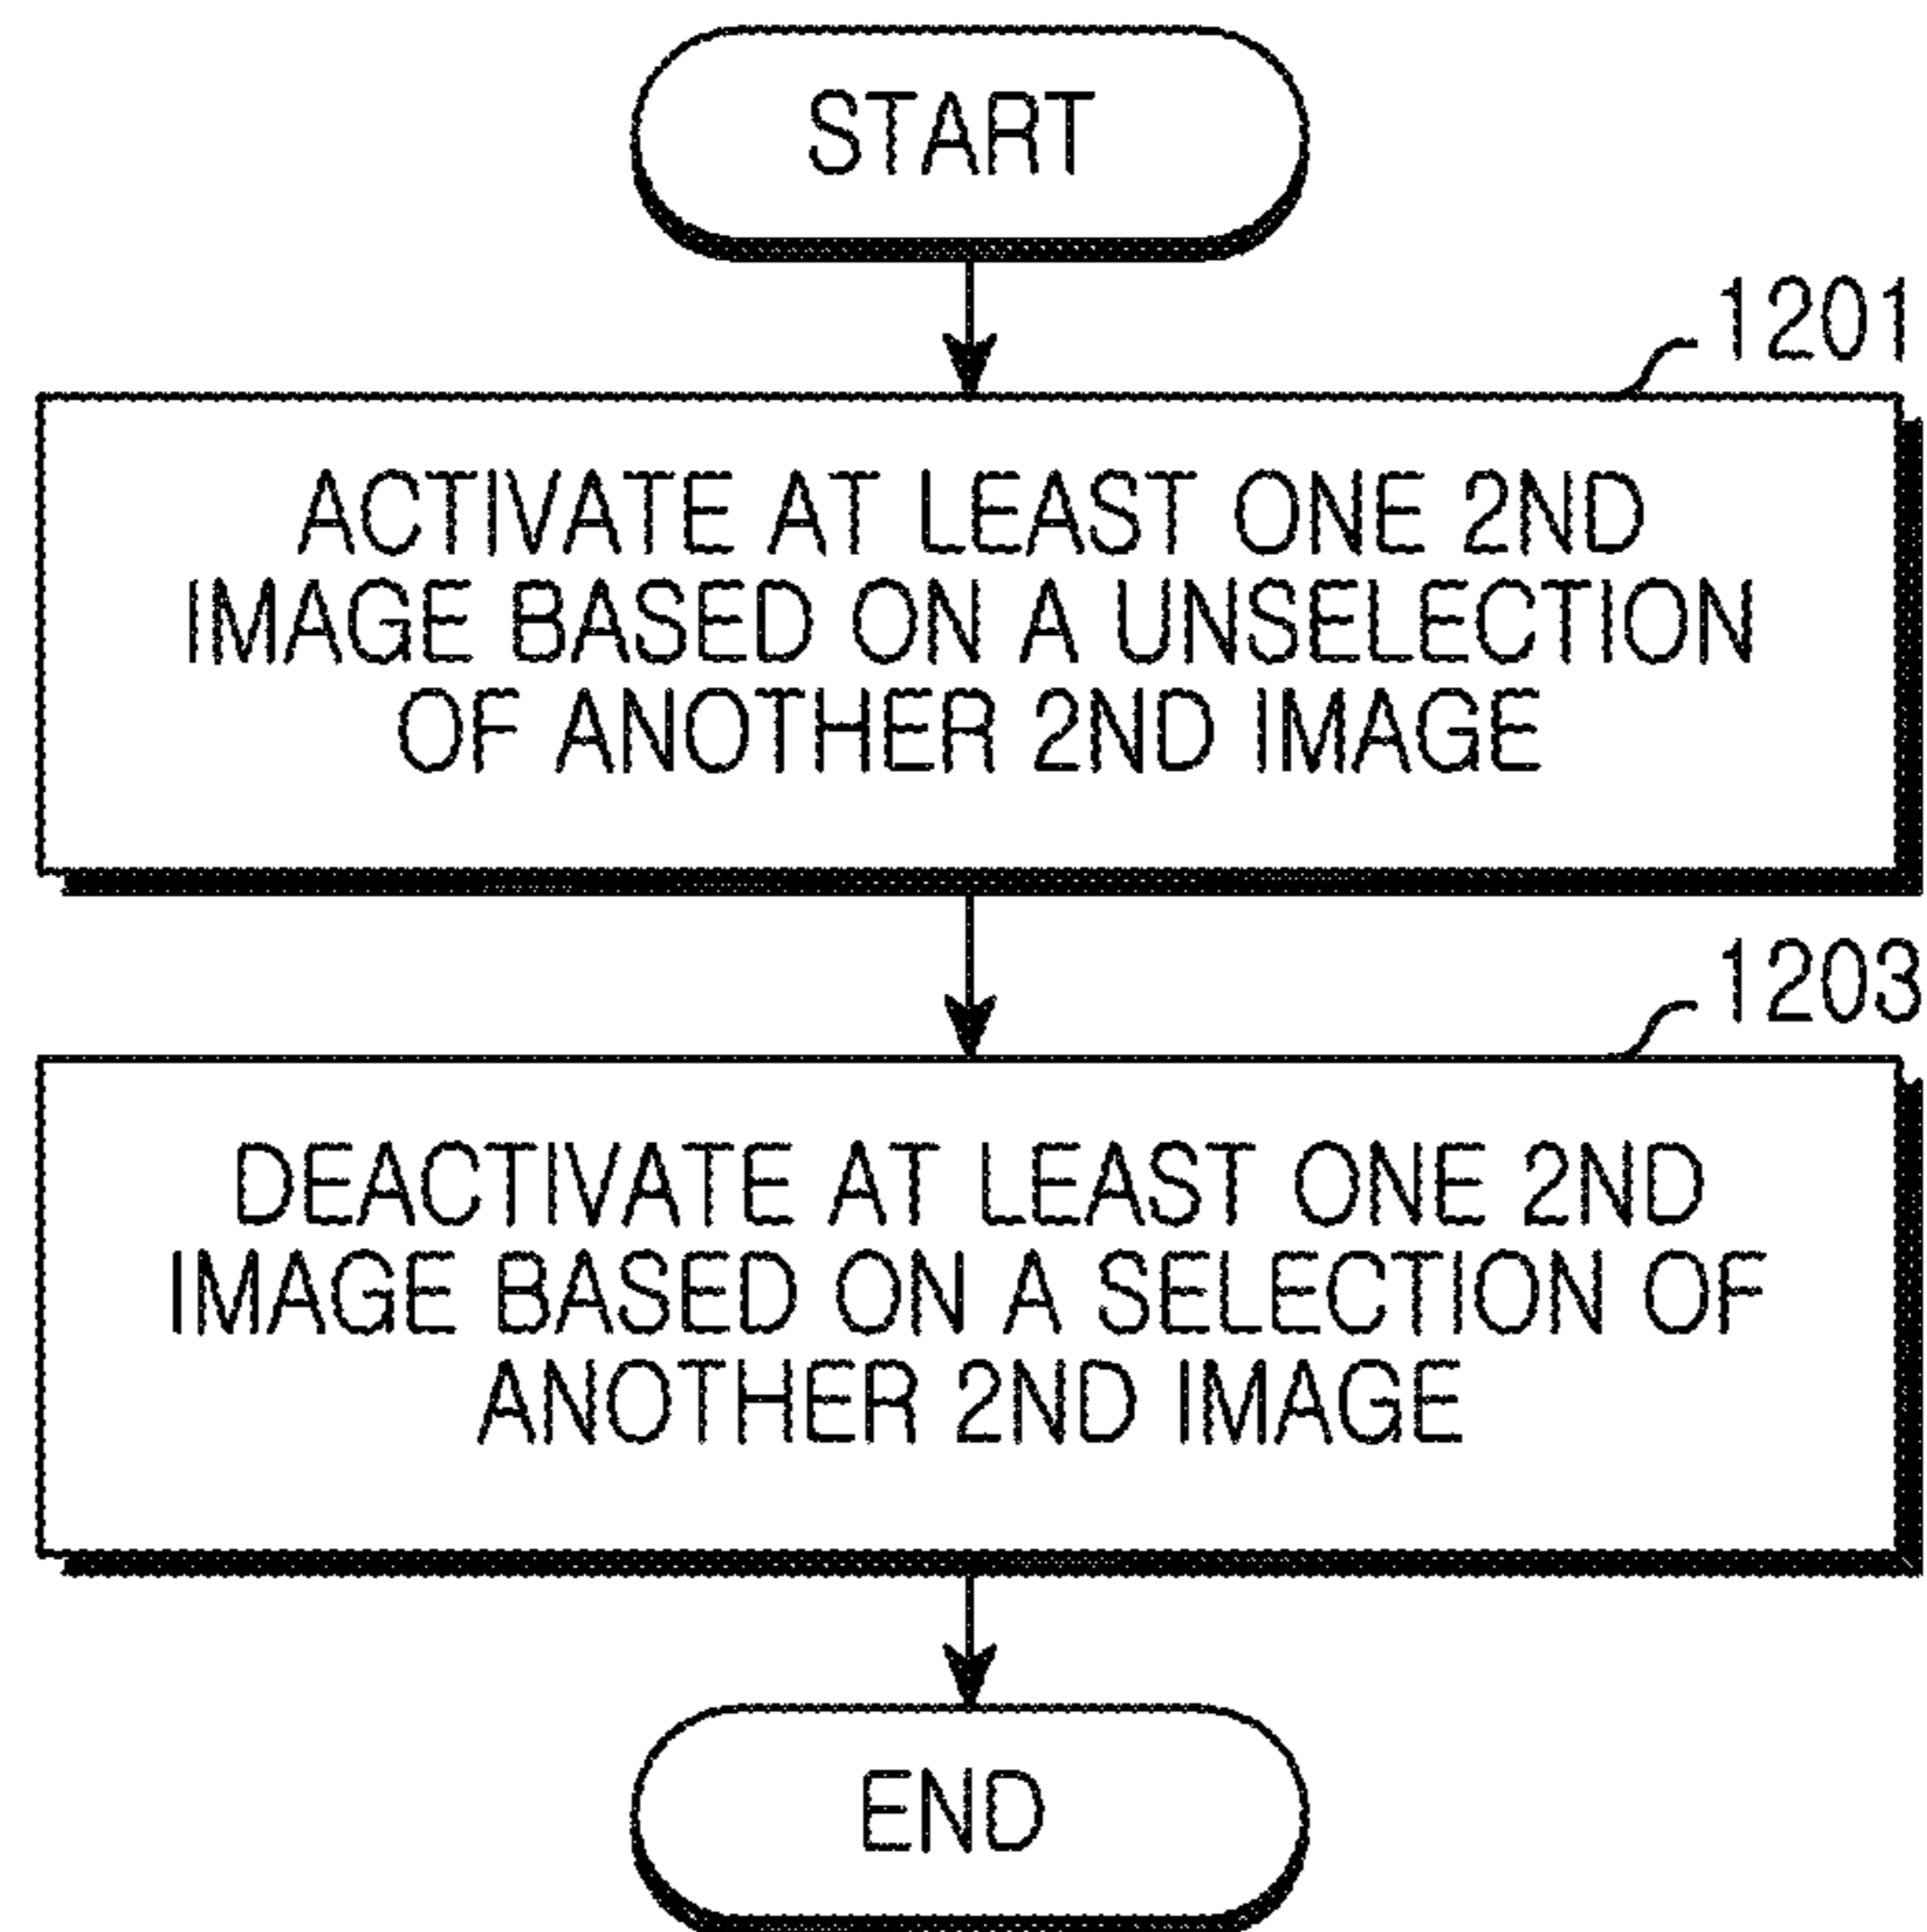 START
1201
ACTIVATE AT LEAST ONE 2ND
IMAGE BASED ON A UNSELECTION
OF ANOTHER 2ND IMAGE
1203
DEACTIVATE AT LEAST ONE 2ND
IMAGE BASED ON A SELECTION OF
ANOTHER 2ND IMAGE
END